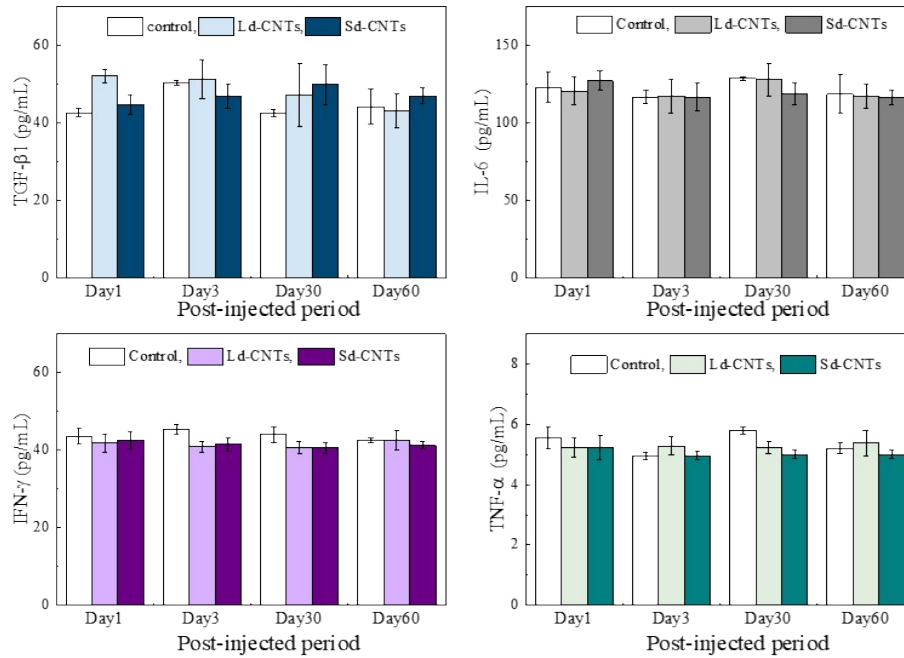 control, Ld-CNTs, Sd-CNTs
60
40
20
0
TGF-β1 (pg/mL)
Day1 Day3 Day30 Day60
Post-injected period
Control, Ld-CNTs, Sd-CNTs
150
100
50
0
IL-6 (pg/mL)
Day1 Day3 Day30 Day60
Post-injected period
Control, Ld-CNTs, Sd-CNTs
60
40
20
0
IFN-γ (pg/mL)
Day1 Day3 Day30 Day60
Post-injected period
Control, Ld-CNTs, Sd-CNTs
8
6
4
2
0
TNF-α (pg/mL)
Day1 Day3 Day30 Day60
Post-injected period